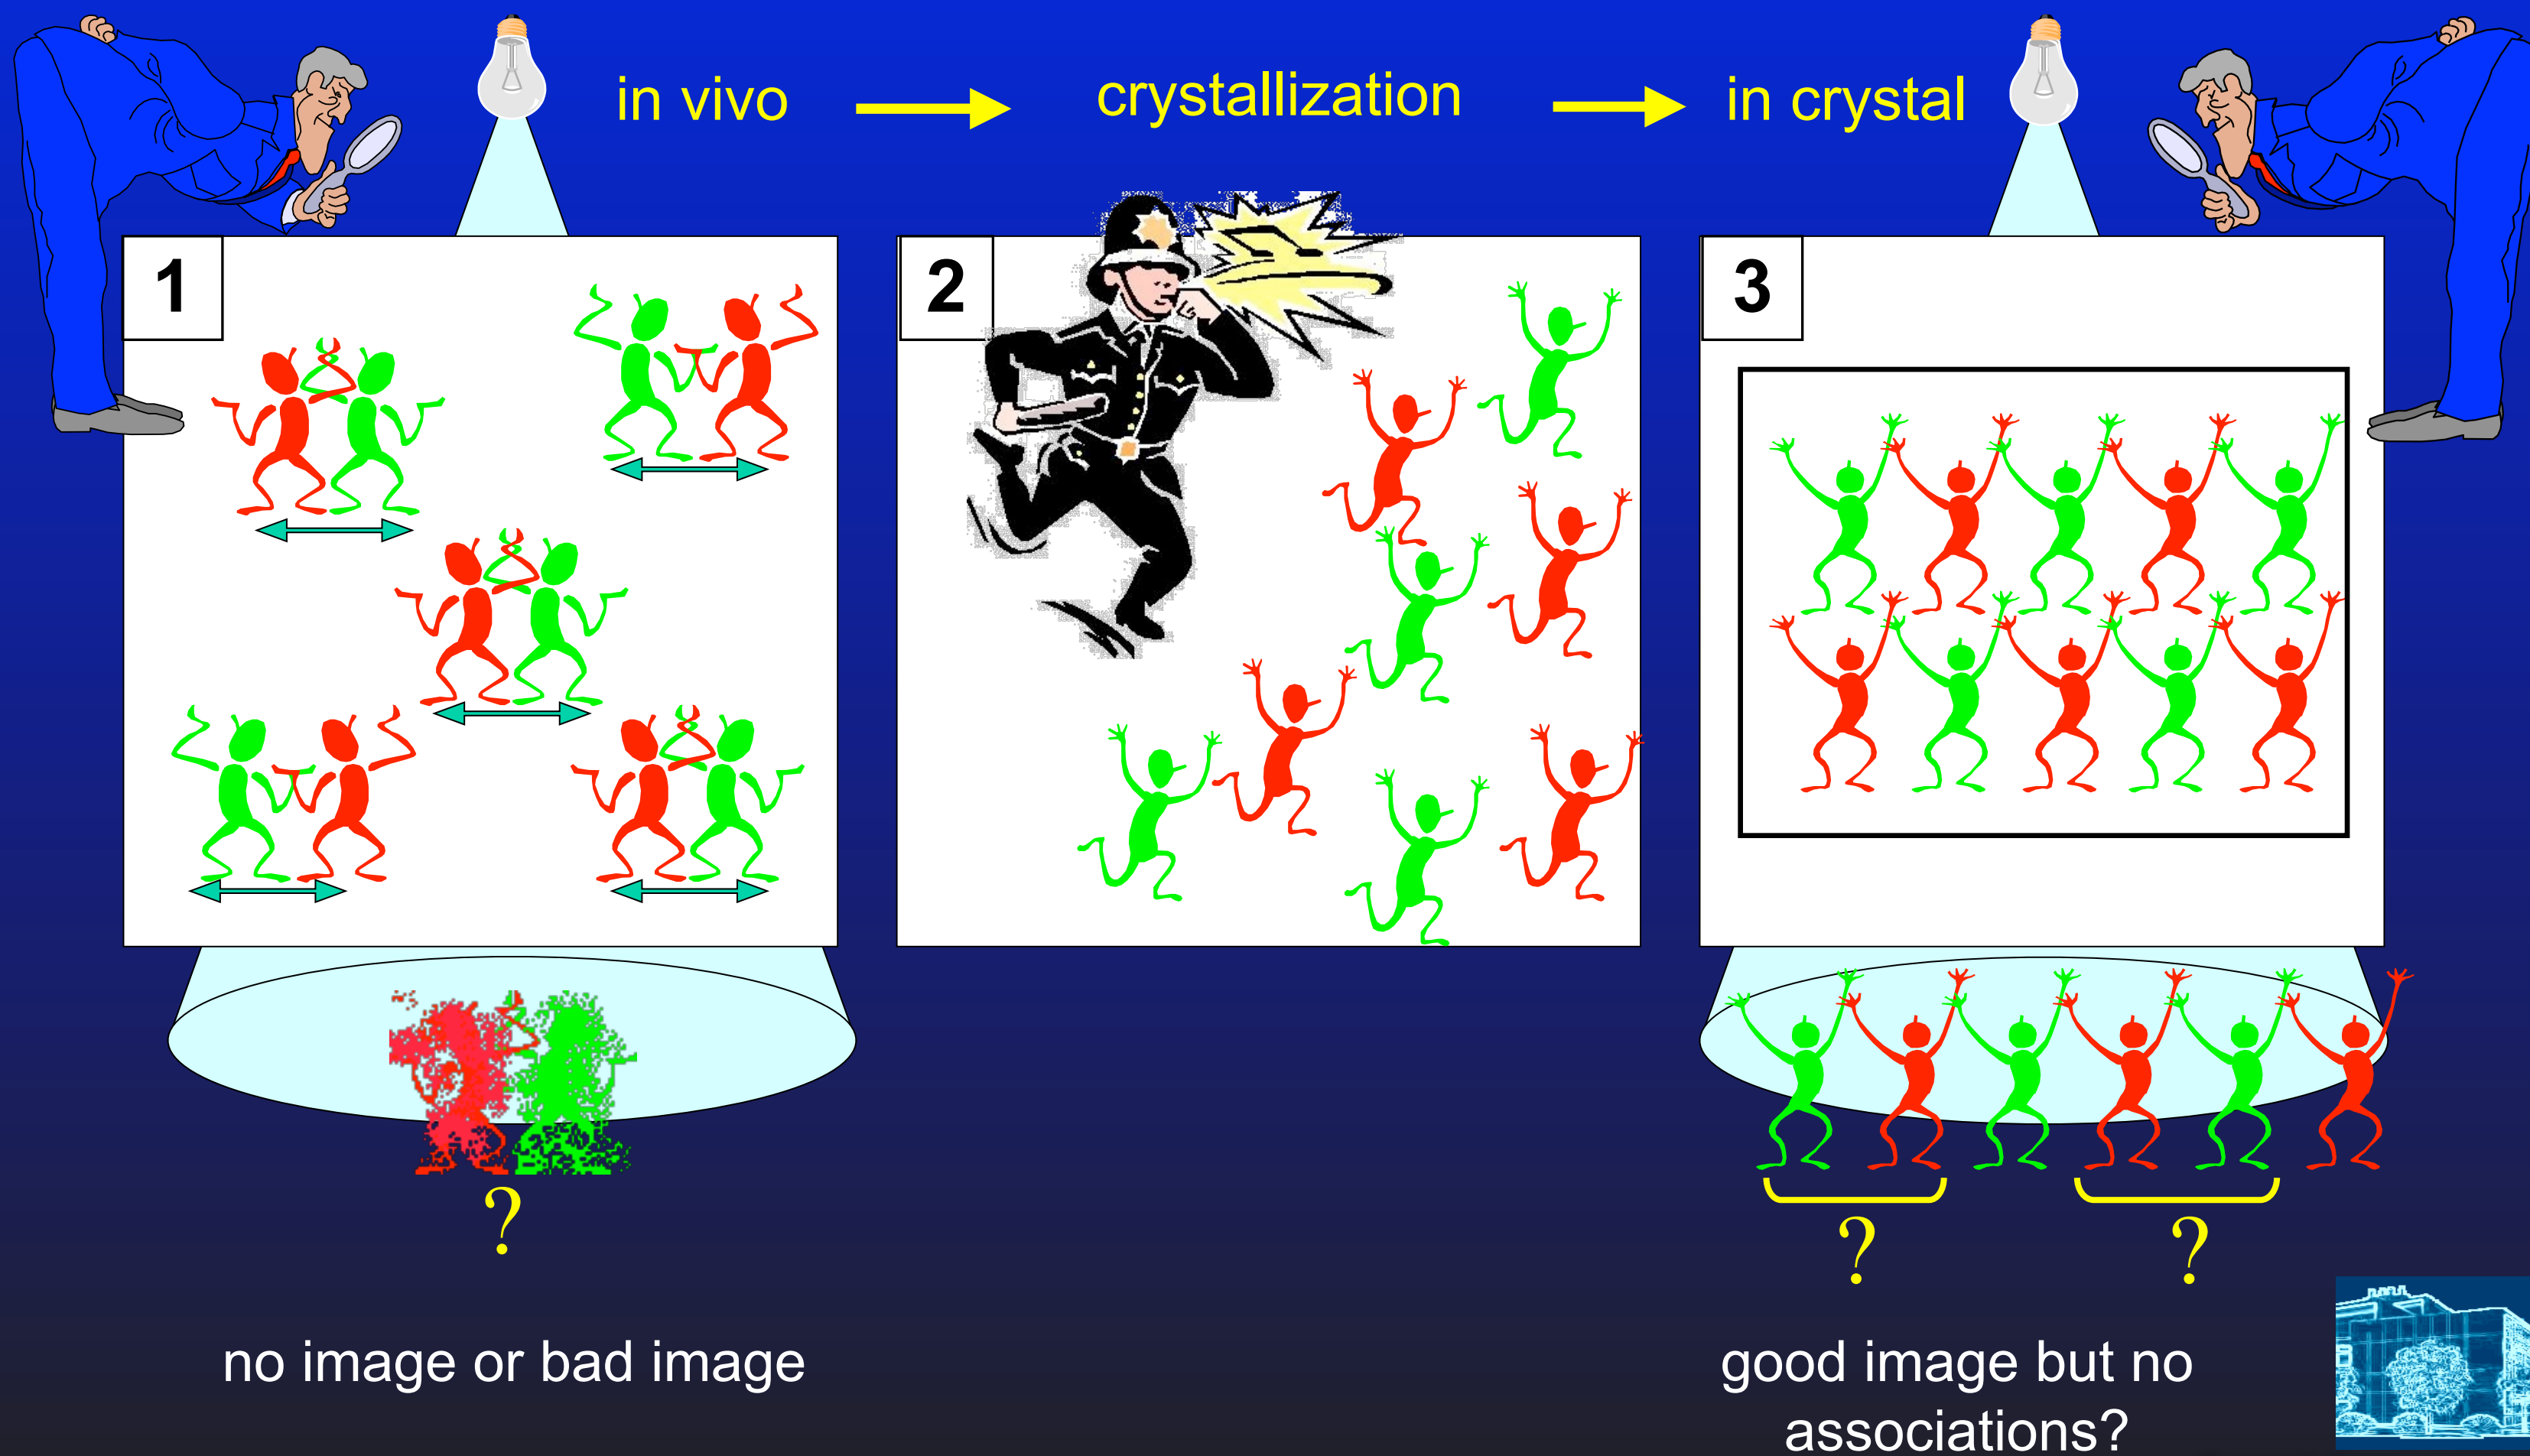 in vivo
crystallization
in crystal
1
2
3
?
?
?
no image or bad image
good image but no
associations?